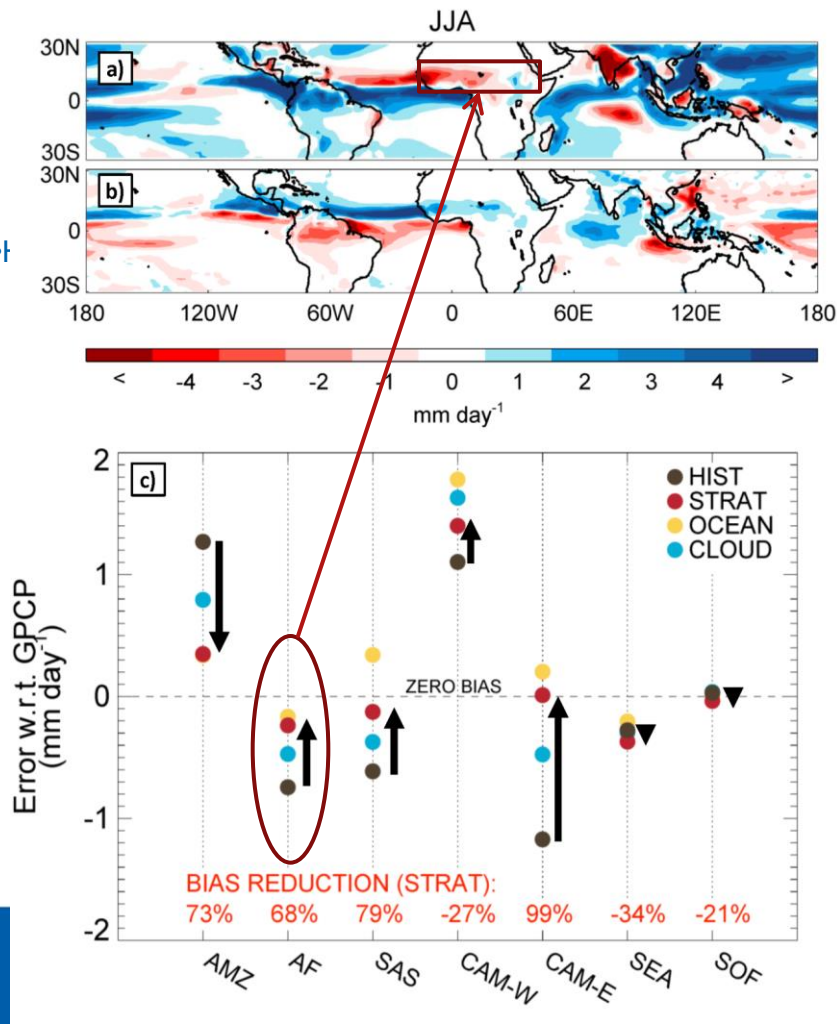 JJA
30N
a)
0
30S
30N
b)
0
30S
180 120W 60W 0 60E 120E 180
< -4 -3 -2 -1 0 1 2 3 4 >
mm day-1
c)
HIST
STRAT
OCEAN
CLOUD
2
1
0
-1
-2
Error w.r.t. GPCP
(mm day-1)
ZERO BIAS
BIAS REDUCTION (STRAT):
73% 68% 79% -27% 99% -34% -21%
AMZ AF SAS CAM-W CAM-E SEA SOF